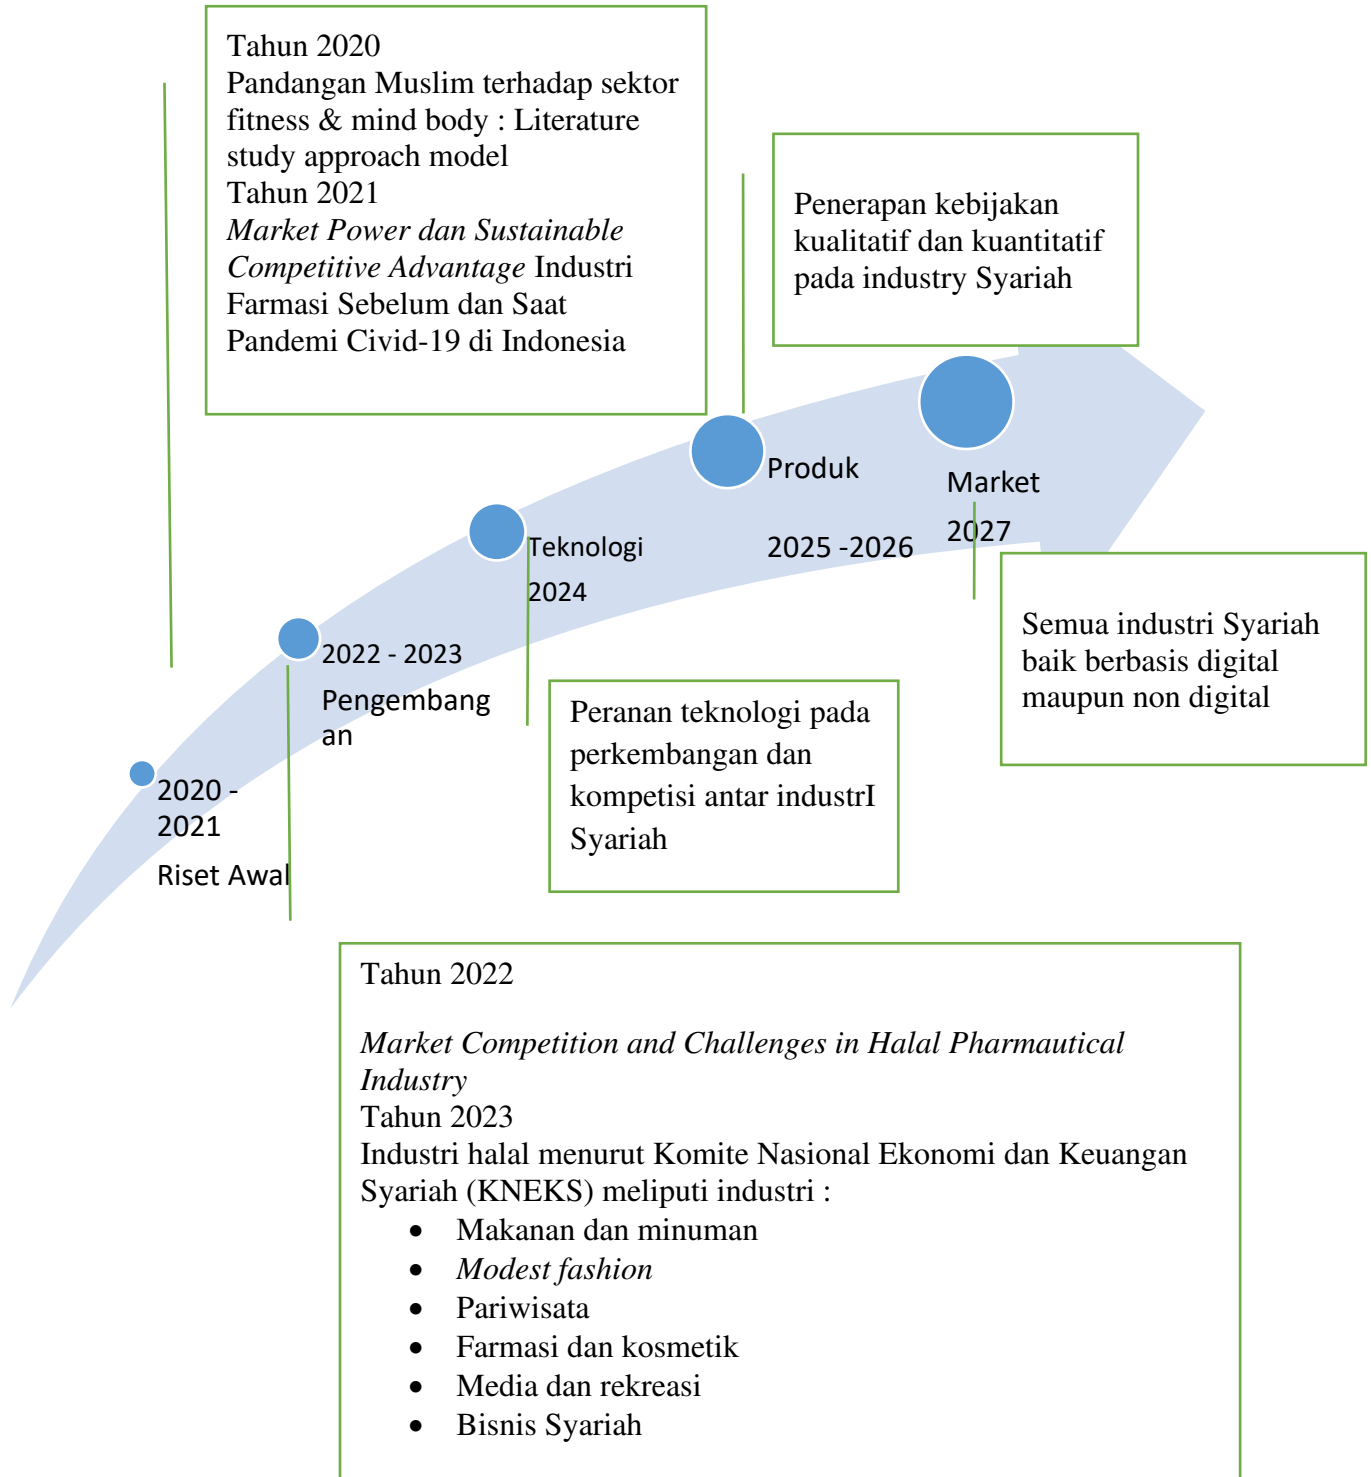 Tahun 2020
Pandangan Muslim terhadap sektor
fitness & mind body : Literature
study approach model
Tahun 2021
Market Power dan Sustainable
Competitive Advantage Industri
Farmasi Sebelum dan Saat
Pandemi Civid-19 di Indonesia
Penerapan kebijakan
kualitatif dan kuantitatif
pada industry Syariah
Produk
2025 -2026
Market
2027
Teknologi
2024
Semua industri Syariah
baik berbasis digital
maupun non digital
2022 - 2023
Pengembang
an
Peranan teknologi pada
perkembangan dan
kompetisi antar industrI
Syariah
2020 -
2021
Riset Awal
Tahun 2022
Market Competition and Challenges in Halal Pharmautical
Industry
Tahun 2023
Industri halal menurut Komite Nasional Ekonomi dan Keuangan
Syariah (KNEKS) meliputi industri :
• Makanan dan minuman
• Modest fashion
• Pariwisata
• Farmasi dan kosmetik
• Media dan rekreasi
• Bisnis Syariah